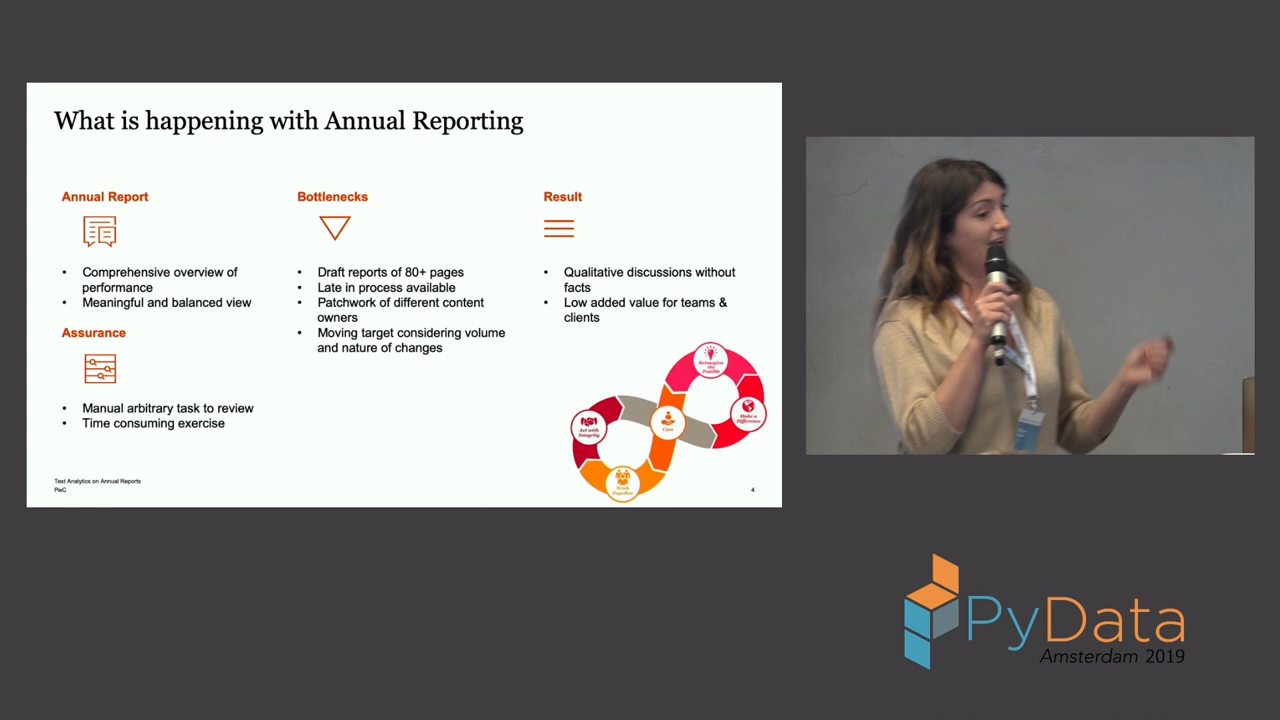 What is happening with Annual Reporting
Annual Report
• Comprehensive overview of
performance
• Meaningful and balanced view
Assurance
• Manual arbitrary task to review
• Time consuming exercise
Bottlenecks
• Draft reports of 80+ pages
• Late in process available
• Patchwork of different content
owners
• Moving target considering volume
and nature of changes
Result
• Qualitative discussions without
facts
• Low added value for teams &
clients
Reimagine
the
Possible
Make a
Difference
Care
Act with
Integrity
Work
Together
Text Analytics on Annual Reports
PwC
4
PyData
Amsterdam 2019